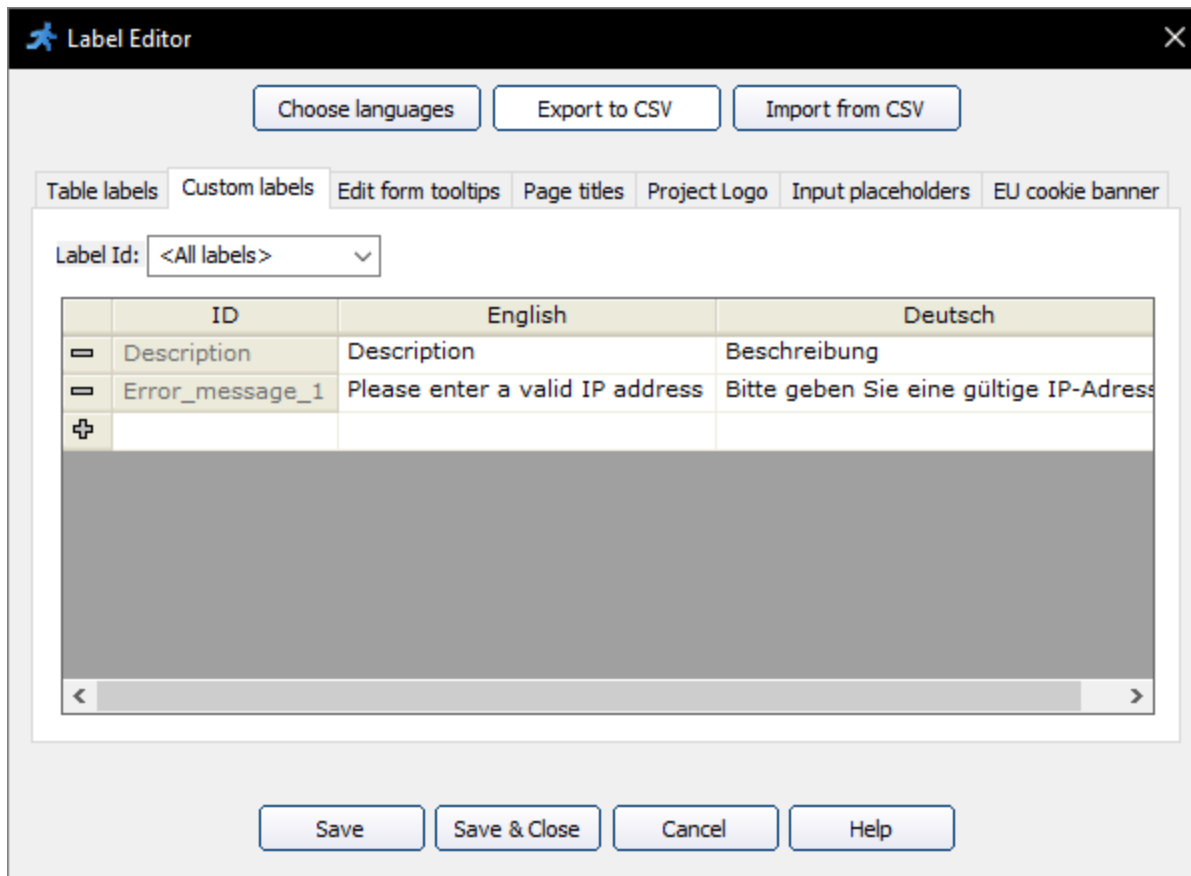 Label Editor
Choose languages Export to CSV Import from CSV
Table labels Custom labels Edit form tooltips Page titles Project Logo Input placeholders EU cookie banner
Label Id: <All labels>
ID English Deutsch
Description Description Beschreibung
Error_message_1 Please enter a valid IP address Bitte geben Sie eine gültige IP-Adress
Save Save & Close Cancel Help